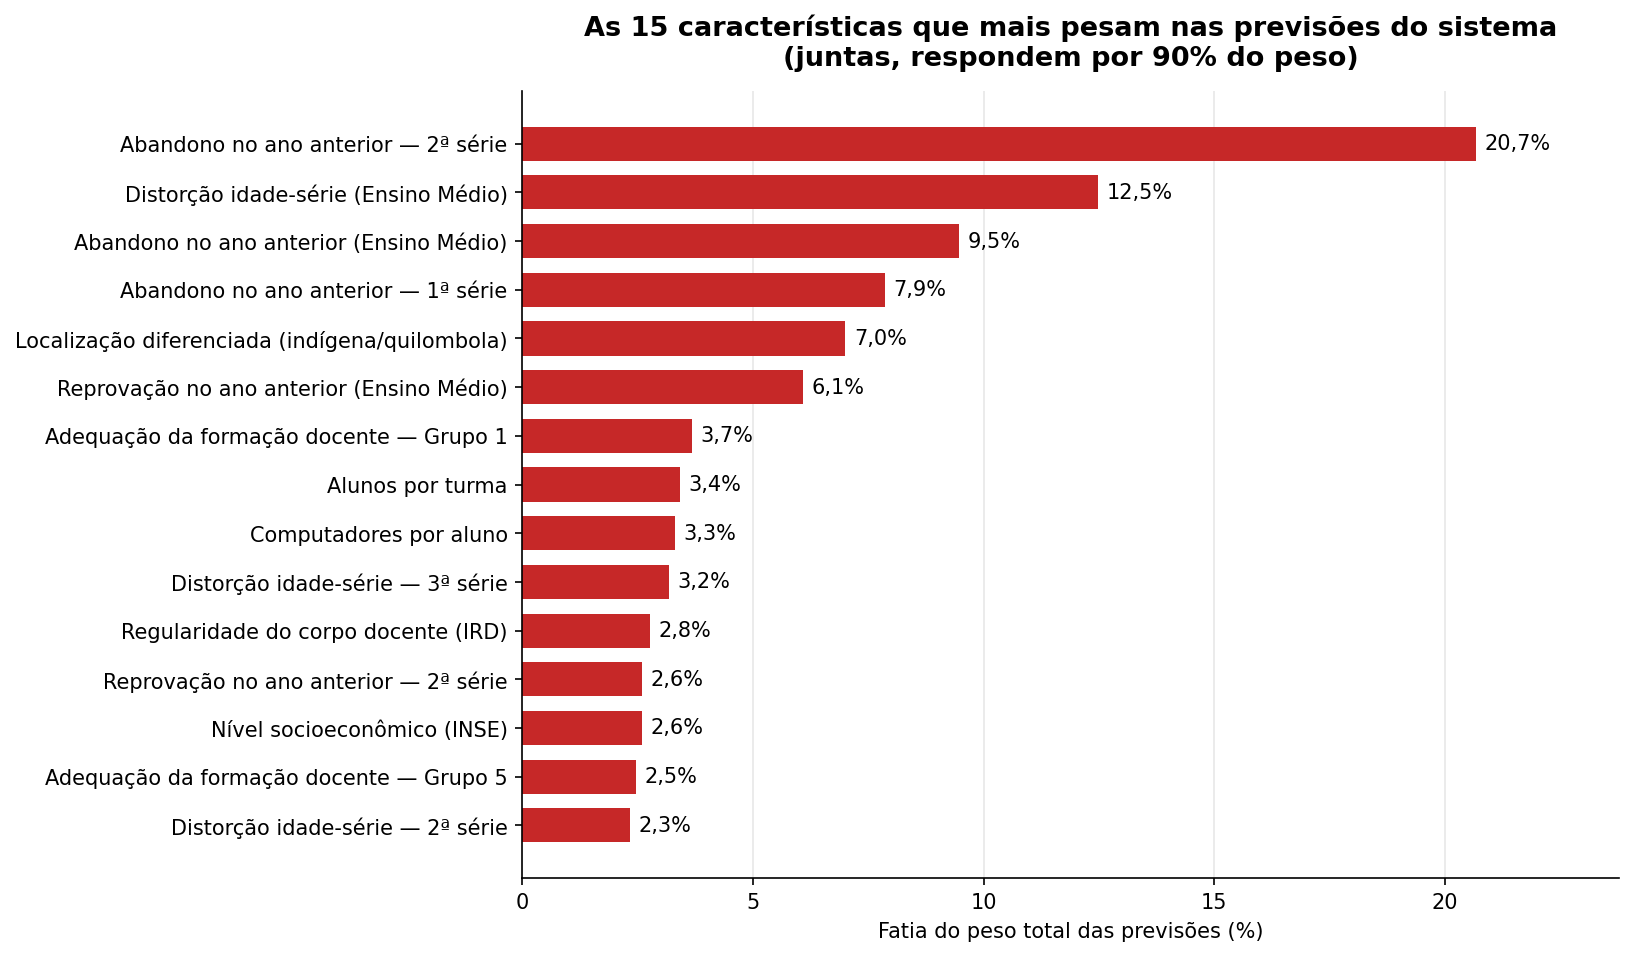 As 15 características que mais pesam nas previsões do sistema
(juntas, respondem por 90% do peso)
Abandono no ano anterior — 2ª série 20,7%
Distorção idade-série (Ensino Médio) 12,5%
Abandono no ano anterior (Ensino Médio) 9,5%
Abandono no ano anterior — 1ª série 7,9%
Localização diferenciada (indígena/quilombola) 7,0%
Reprovação no ano anterior (Ensino Médio) 6,1%
Adequação da formação docente — Grupo 1 3,7%
Alunos por turma 3,4%
Computadores por aluno 3,3%
Distorção idade-série — 3ª série 3,2%
Regularidade do corpo docente (IRD) 2,8%
Reprovação no ano anterior — 2ª série 2,6%
Nível socioeconômico (INSE) 2,6%
Adequação da formação docente — Grupo 5 2,5%
Distorção idade-série — 2ª série 2,3%
0 5 10 15 20
Fatia do peso total das previsões (%)